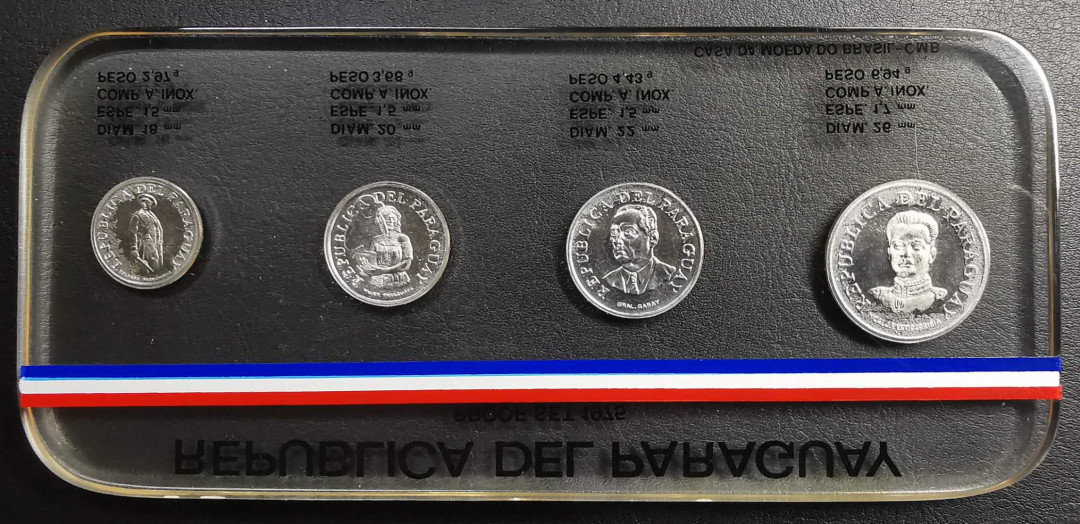 CASA DA MOEDA DO BRASIL-CMB
PESO 2,97 g
COMP. A. INOX.
ESPE. 1,5 mm
DIAM. 18 mm
PESO 3,68 g
COMP. A. INOX.
ESPE. 1,5 mm
DIAM. 20 mm
PESO 4,43 g
COMP. A. INOX.
ESPE. 1,5 mm
DIAM. 22 mm
PESO 6,94 g
COMP. A. INOX.
ESPE. 1,7 mm
DIAM. 26 mm
REPUBLICA DEL PARAGUAY
REPUBLICA DEL PARAGUAY
MUJER PARAGUAYA
REPUBLICA DEL PARAGUAY
GRAL. GARAY
REPUBLICA DEL PARAGUAY
PROOF SET 1975
REPUBLICA DEL PARAGUAY